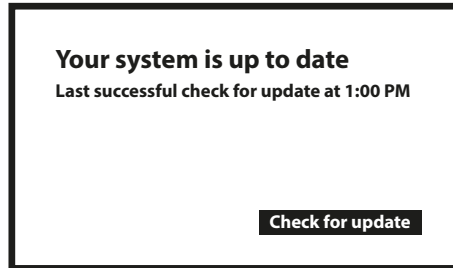 Your system is up to date
Last successful check for update at 1:00 PM
Check for update